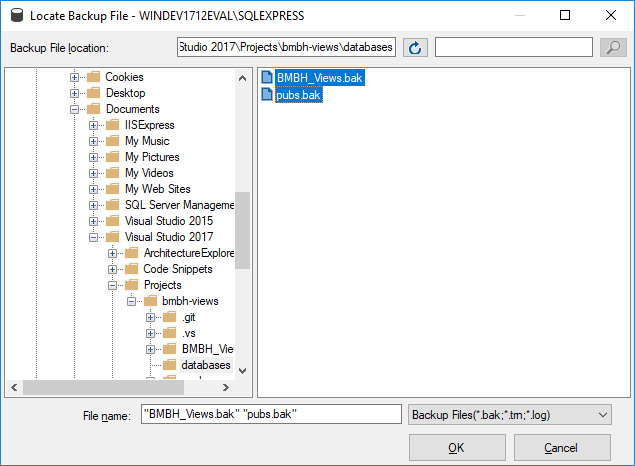 Locate Backup File - WINDEV1712EVAL\SQLEXPRESS
Backup File location:
Studio 2017\Projects\bmbh-views\databases
Cookies
Desktop
Documents
IISExpress
My Music
My Pictures
My Videos
My Web Sites
SQL Server Manageme
Visual Studio 2015
Visual Studio 2017
ArchitectureExplore
Code Snippets
Projects
bmbh-views
.git
.vs
BMBH_Vie
databases
BMBH_Views.bak
pubs.bak
File name:
"BMBH_Views.bak" "pubs.bak"
Backup Files(*.bak;*.trn;*.log)
OK
Cancel